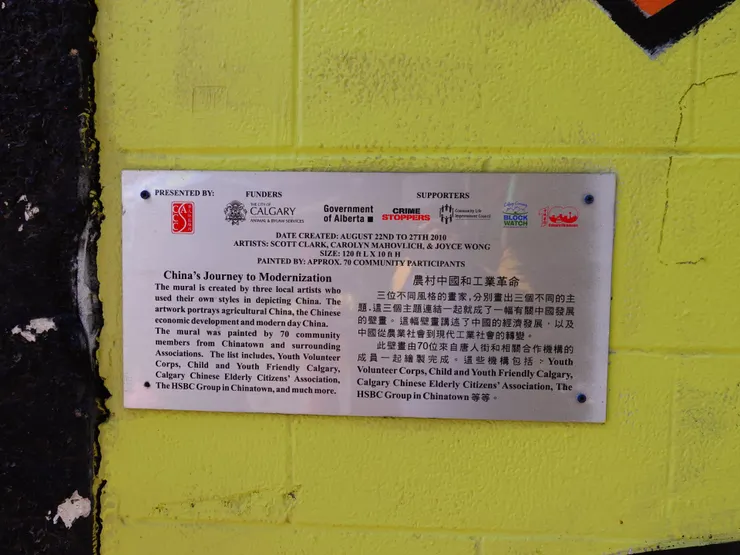 PRESENTED BY: FUNDERS SUPPORTERS
THE CITY OF
CALGARY
ANIMAL & BYLAW SERVICES
Government
of Alberta
CRIME
STOPPERS
Community Life
Improvement Council
BLOCK
WATCH
DATE CREATED: AUGUST 22ND TO 27TH 2010
ARTISTS: SCOTT CLARK, CAROLYN MAHOVLICH, & JOYCE WONG
SIZE: 120 ft L X 10 ft H
PAINTED BY: APPROX. 70 COMMUNITY PARTICIPANTS
China's Journey to Modernization
The mural is created by three local artists who
used their own styles in depicting China. The
artwork portrays agricultural China, the Chinese
economic development and modern day China.
The mural was painted by 70 community
members from Chinatown and surrounding
Associations. The list includes, Youth Volunteer
Corps, Child and Youth Friendly Calgary,
Calgary Chinese Elderly Citizens' Association,
The HSBC Group in Chinatown, and much more.
農村中國和工業革命
三位不同風格的畫家，分別畫出三個不同的主
題．這三個主題連結一起就成了一幅有關中國發展
的壁畫。這幅壁畫講述了中國的經濟發展，以及
中國從農業社會到現代工業社會的轉變。
此壁畫由70位來自唐人街和相關合作機構的
成員一起繪製完成。這些機構包括：Youth
Volunteer Corps, Child and Youth Friendly Calgary,
Calgary Chinese Elderly Citizens' Association, The
HSBC Group in Chinatown 等等。